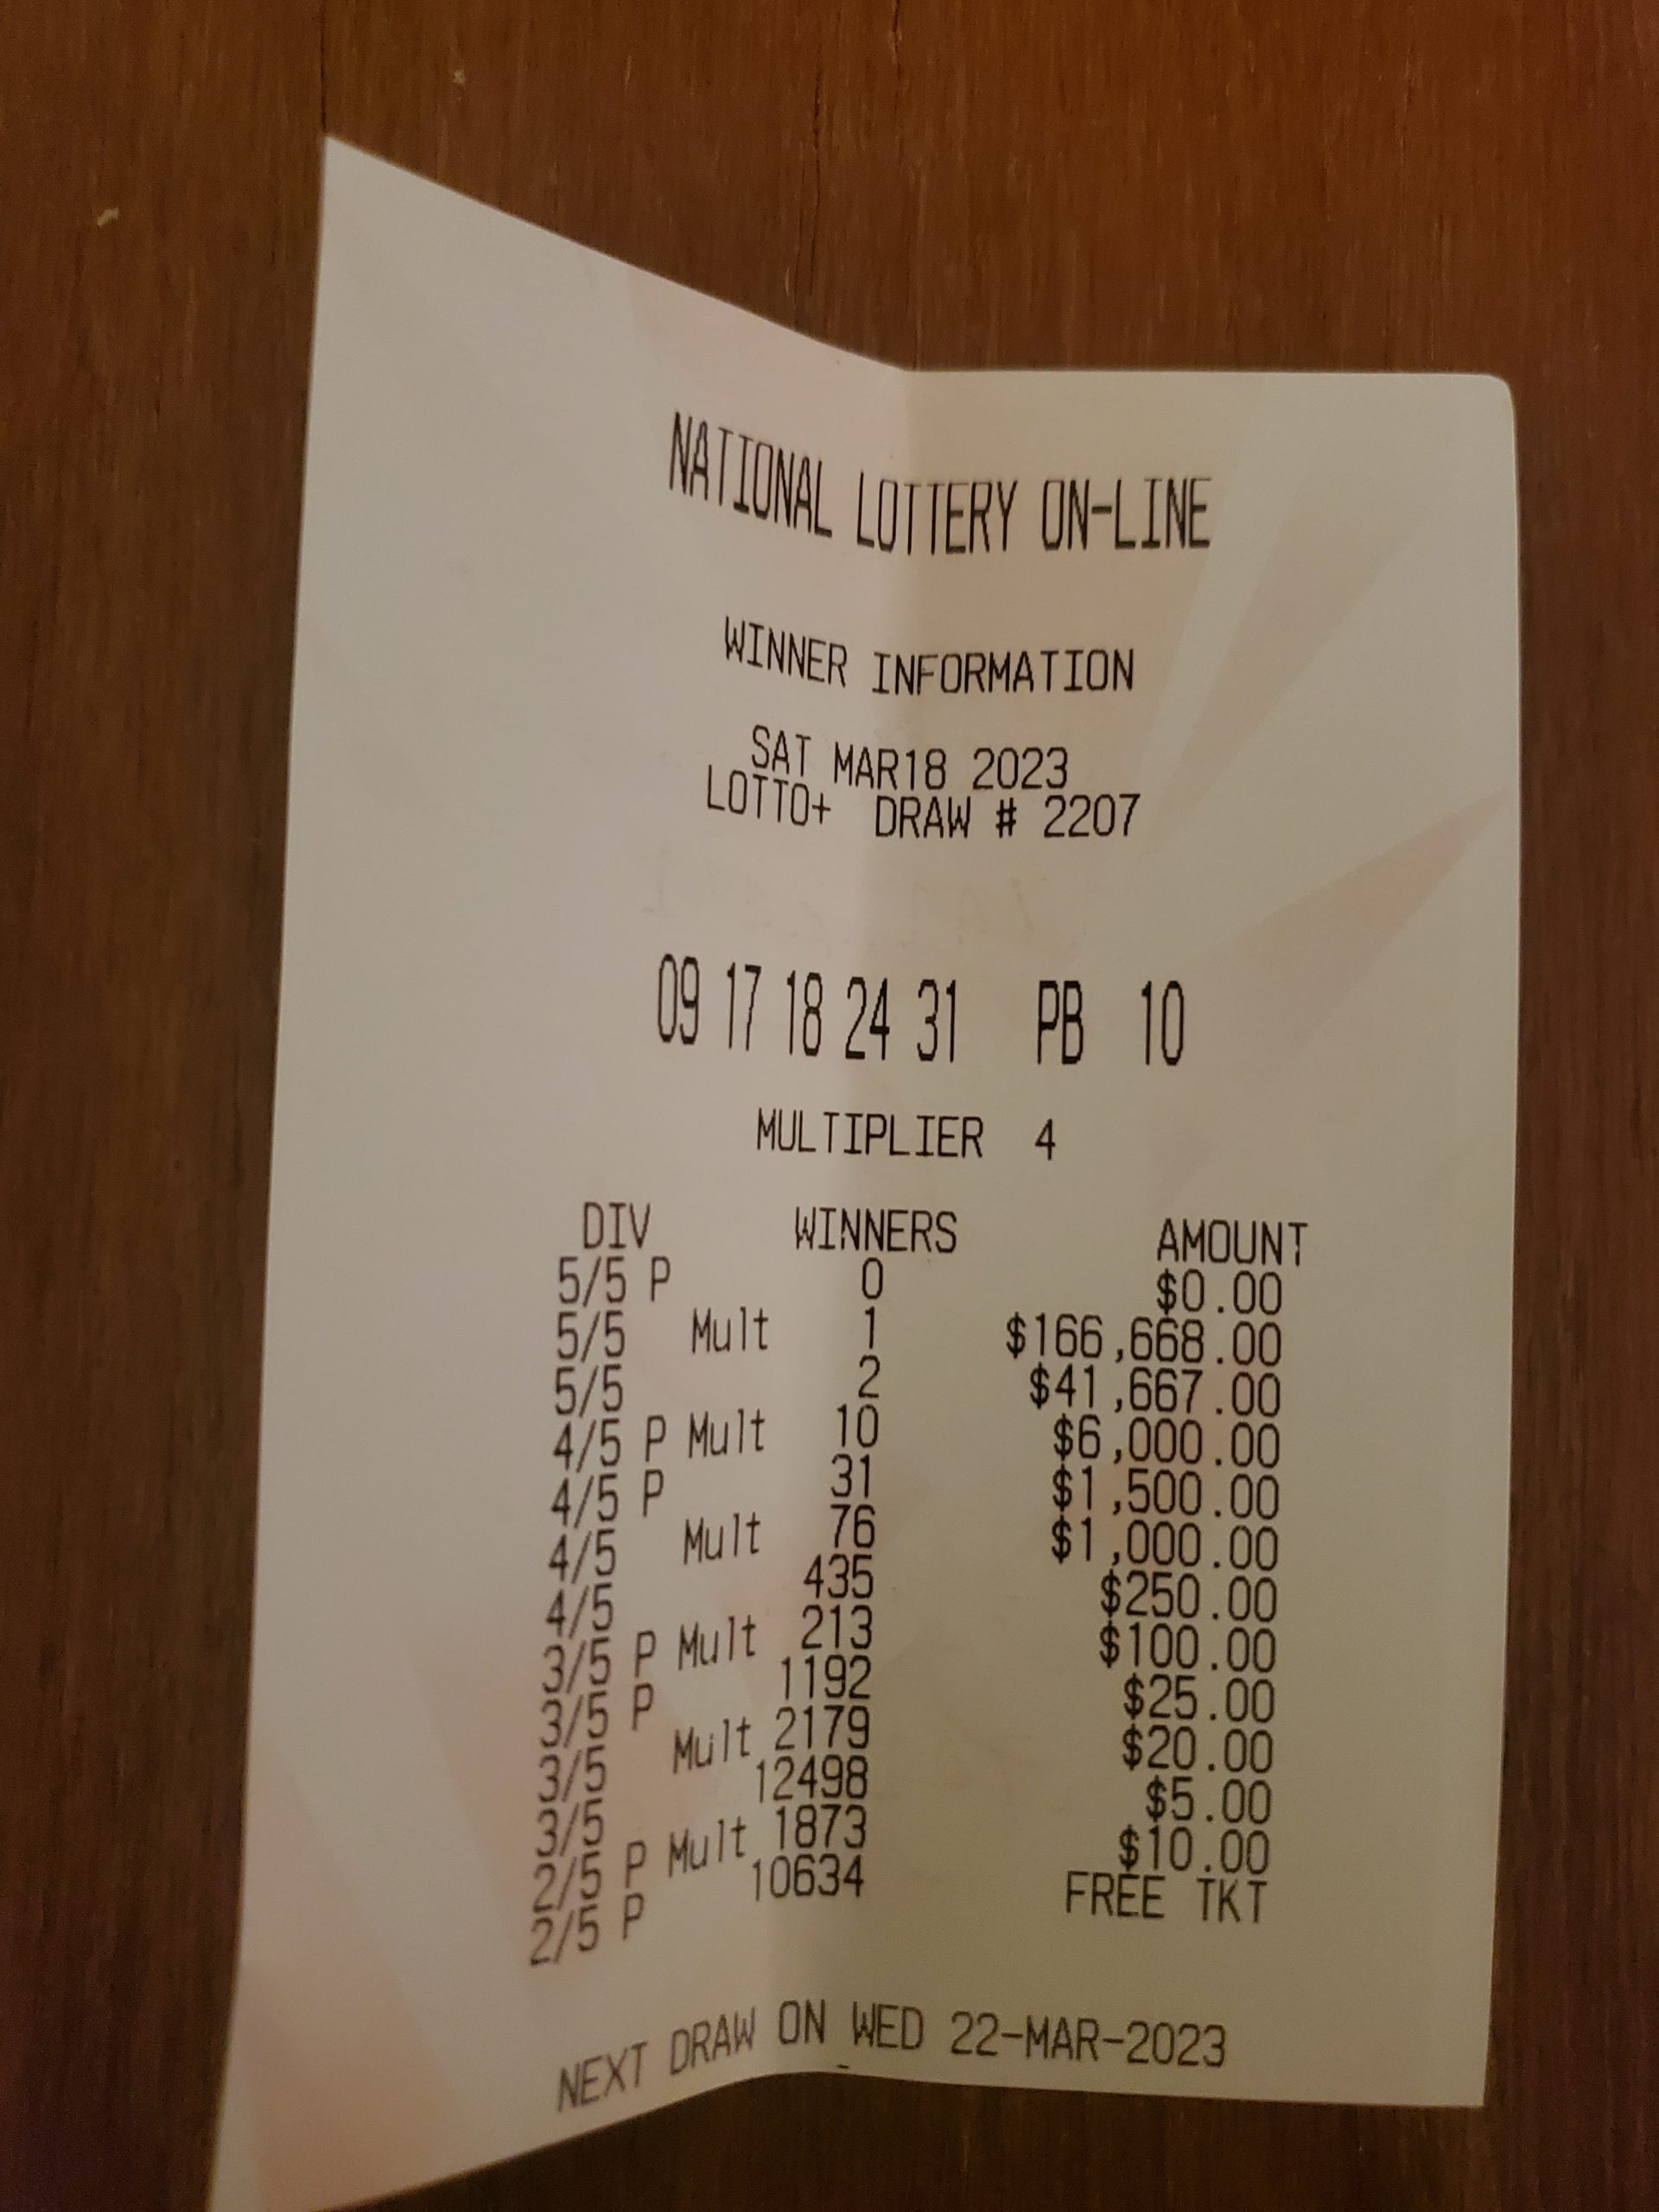 NATIONAL LOTTERY ON-LINE
WINNER INFORMATION
SAT MAR18 2023
LOTTO+ DRAW # 2207
09 17 18 24 31 PB 10
MULTIPLIER 4
DIV WINNERS AMOUNT
5/5 P 0 $0.00
5/5 Mult 1 $166,668.00
5/5 2 $41,667.00
4/5 P Mult 10 $6,000.00
4/5 P 31 $1,500.00
4/5 Mult 76 $1,000.00
4/5 435 $250.00
3/5 P Mult 213 $100.00
3/5 P 1192 $25.00
3/5 Mult 2179 $20.00
3/5 12498 $5.00
2/5 P Mult 1873 $10.00
2/5 P 10634 FREE TKT
NEXT DRAW ON WED 22-MAR-2023